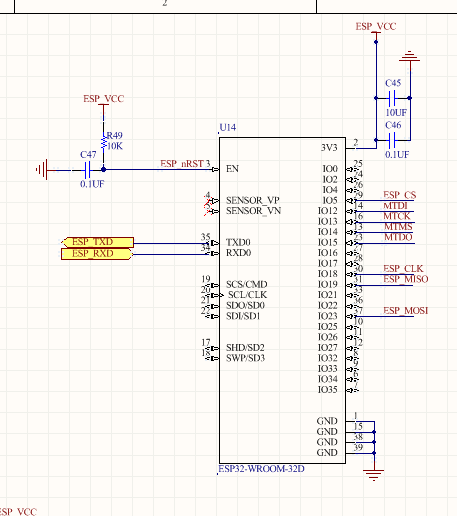 2
ESP_VCC
C45
10UF
C46
0.1UF
ESP_VCC
R49
10K
C47
0.1UF
ESP_nRST
U14
3 EN
4 SENSOR_VP
5 SENSOR_VN
ESP_TXD 35 TXD0
ESP_RXD 34 RXD0
19 SCS/CMD
20 SCL/CLK
21 SDO/SD0
22 SDI/SD1
17 SHD/SD2
18 SWP/SD3
3V3 2
IO0 25
IO2 24
IO4 26
IO5 29 ESP_CS
IO12 14 MTDI
IO13 16 MTCK
IO14 13 MTMS
IO15 23 MTDO
IO16 27
IO17 28
IO18 30 ESP_CLK
IO19 31 ESP_MISO
IO21 33
IO22 36
IO23 37 ESP_MOSI
IO25 10
IO26 11
IO27 12
IO32 8
IO33 9
IO34 6
IO35 7
GND 1
GND 15
GND 38
GND 39
ESP32-WROOM-32D
ESP_VCC